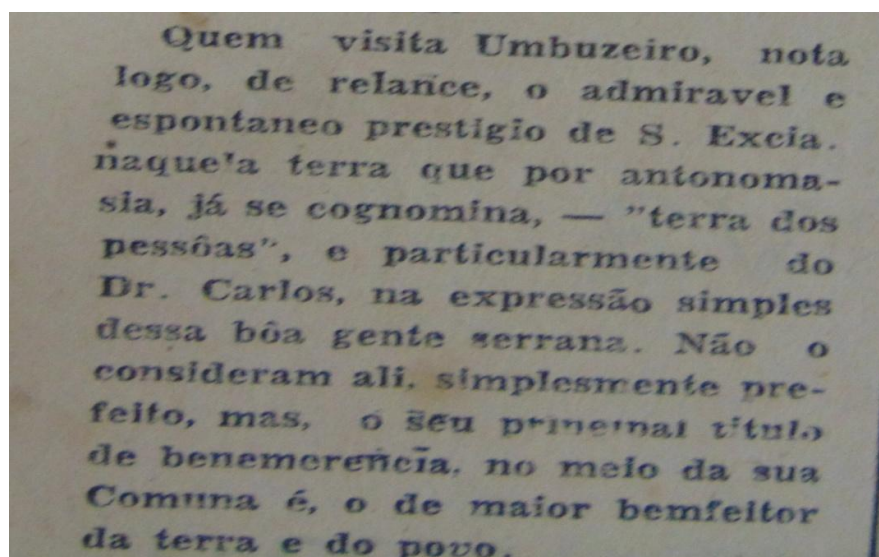 Quem visita Umbuzeiro, nota
logo, de relance, o admiravel e
espontaneo prestigio de S. Excia.
naquela terra que por antonoma-
sia, já se cognomina, — "terra dos
pessôas", e particularmente do
Dr. Carlos, na expressão simples
dessa bôa gente serrana. Não o
consideram ali, simplesmente pre-
feito, mas, o seu principal titulo
de benemerencia, no meio da sua
Comuna é, o de maior bemfeitor
da terra e do povo.